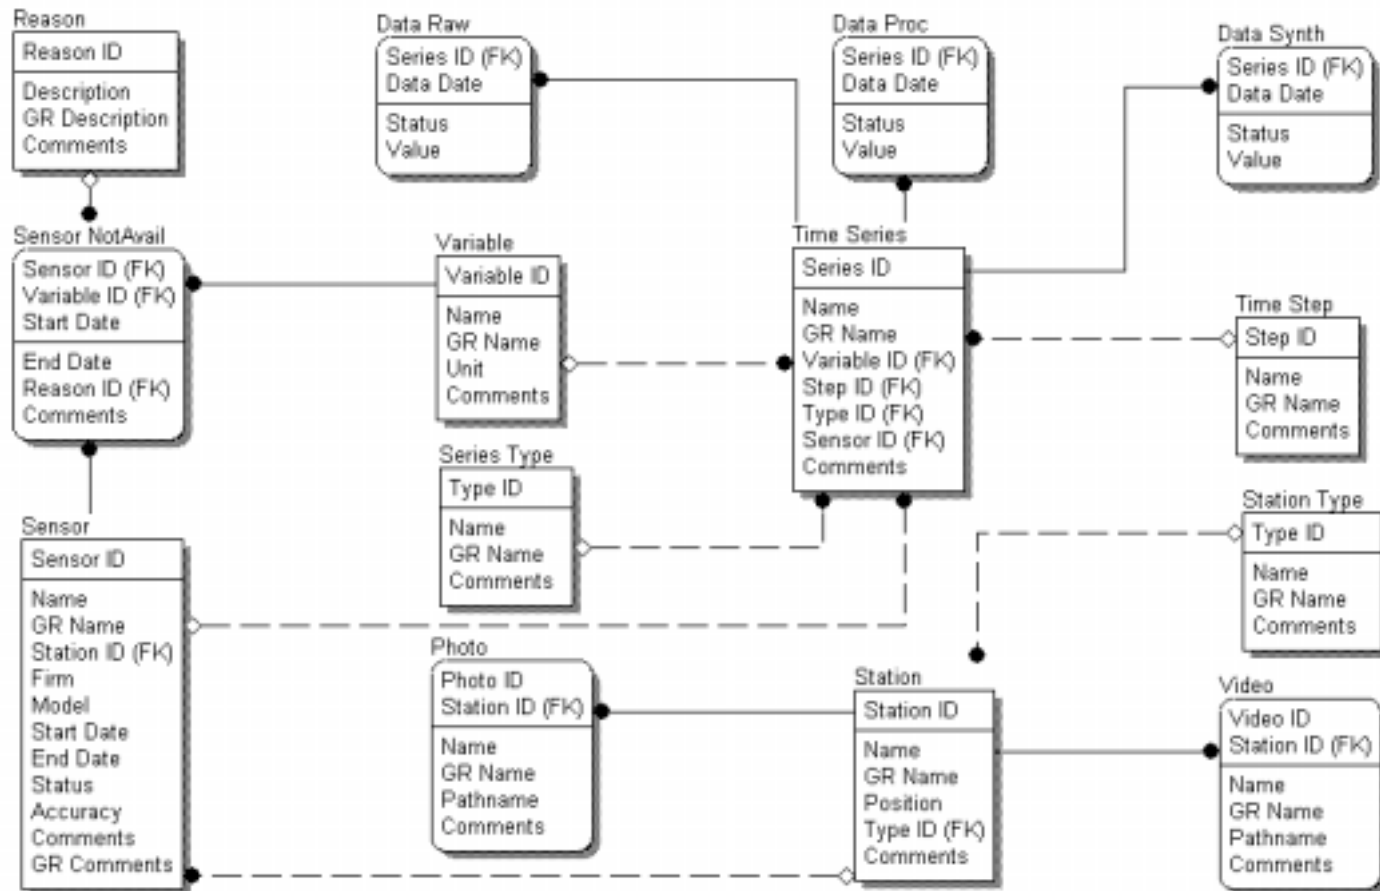 Reason
Reason ID
Description
GR Description
Comments
Data Raw
Series ID (FK)
Data Date
Status
Value
Data Proc
Series ID (FK)
Data Date
Status
Value
Data Synth
Series ID (FK)
Data Date
Status
Value
Sensor NotAvail
Sensor ID (FK)
Variable ID (FK)
Start Date
End Date
Reason ID (FK)
Comments
Variable
Variable ID
Name
GR Name
Unit
Comments
Time Series
Series ID
Name
GR Name
Variable ID (FK)
Step ID (FK)
Type ID (FK)
Sensor ID (FK)
Comments
Time Step
Step ID
Name
GR Name
Comments
Series Type
Type ID
Name
GR Name
Comments
Station Type
Type ID
Name
GR Name
Comments
Sensor
Sensor ID
Name
GR Name
Station ID (FK)
Firm
Model
Start Date
End Date
Status
Accuracy
Comments
GR Comments
Photo
Photo ID
Station ID (FK)
Name
GR Name
Pathname
Comments
Station
Station ID
Name
GR Name
Position
Type ID (FK)
Comments
Video
Video ID
Station ID (FK)
Name
GR Name
Pathname
Comments